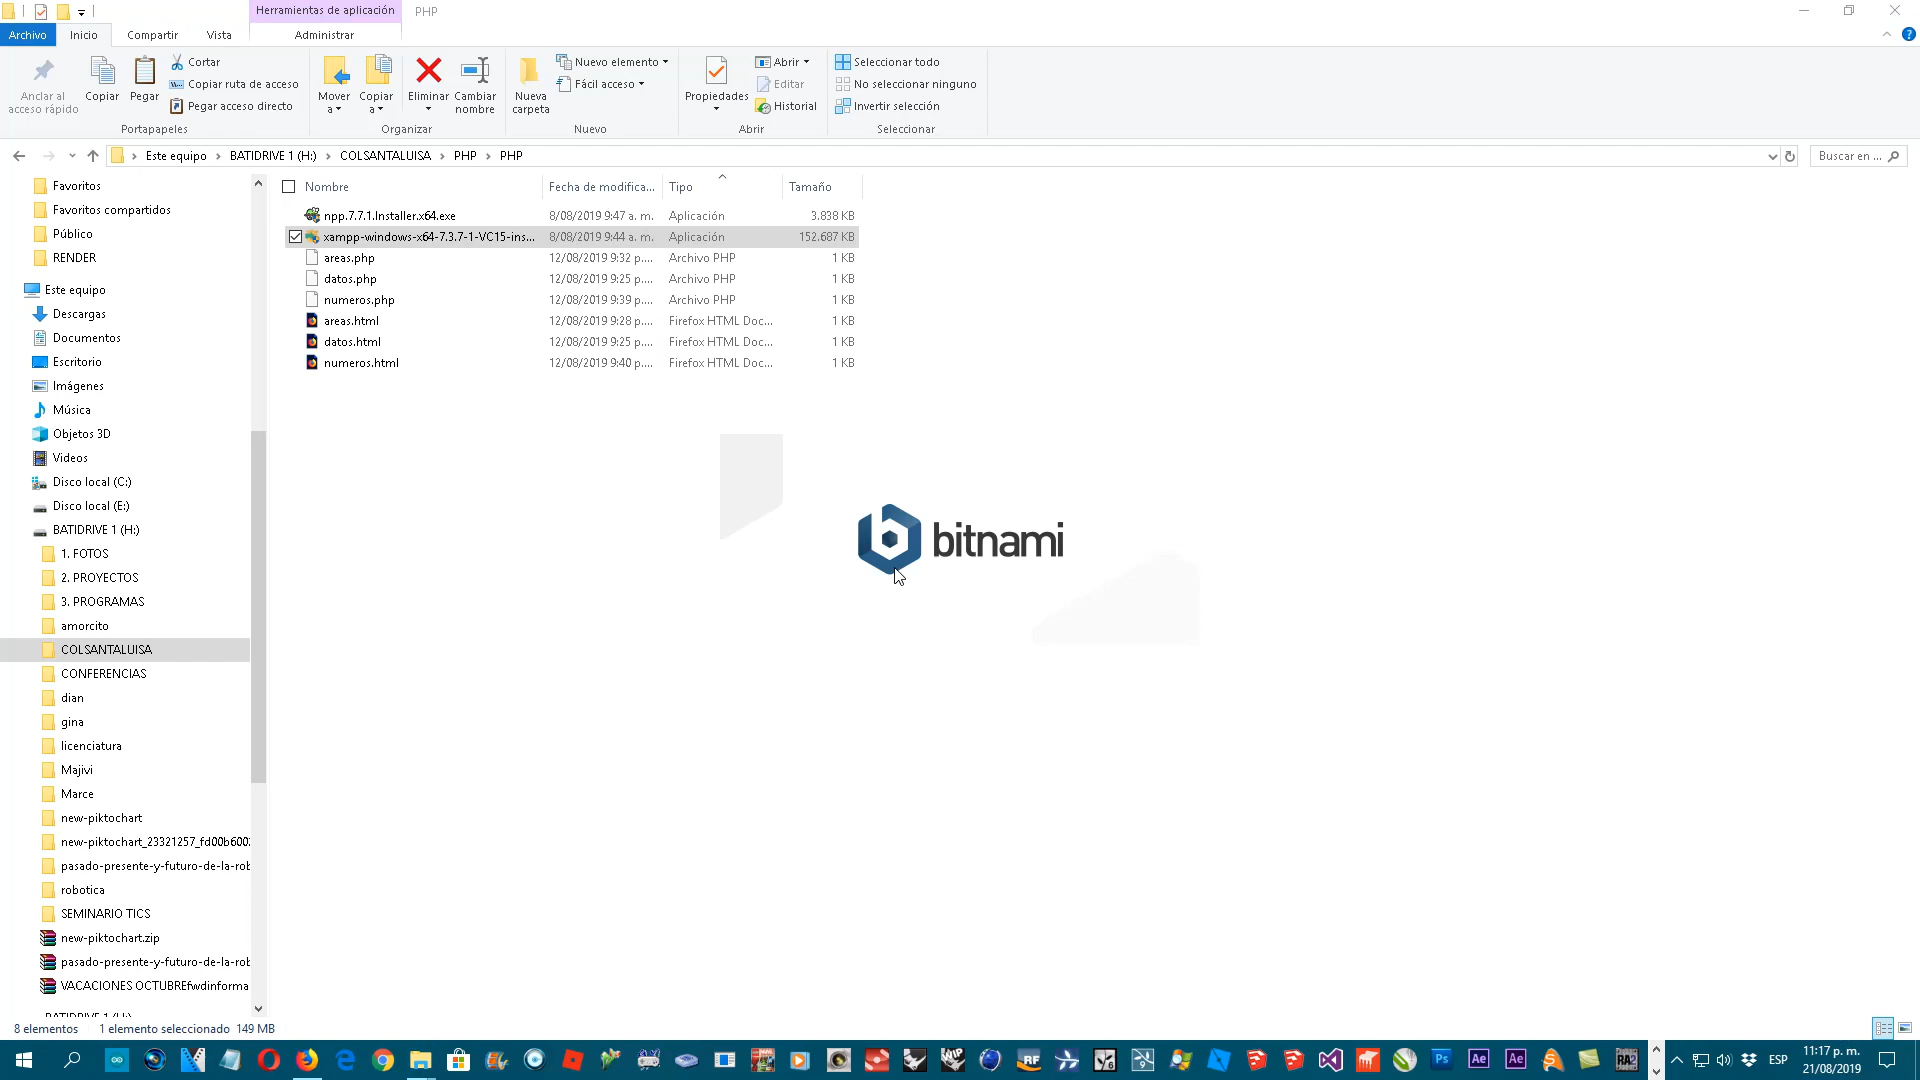 Herramientas de aplicación PHP
Archivo Inicio Compartir Vista Administrar
Anclar al acceso rápido
Copiar
Pegar
Cortar
Copiar ruta de acceso
Pegar acceso directo
Portapapeles
Mover a
Copiar a
Eliminar
Cambiar nombre
Organizar
Nueva carpeta
Nuevo elemento
Fácil acceso
Nuevo
Propiedades
Abrir
Editar
Historial
Abrir
Seleccionar todo
No seleccionar ninguno
Invertir selección
Seleccionar
Este equipo > BATIDRIVE 1 (H:) > COLSANTALUISA > PHP > PHP
Buscar en ...
Favoritos
Favoritos compartidos
Público
RENDER
Este equipo
Descargas
Documentos
Escritorio
Imágenes
Música
Objetos 3D
Videos
Disco local (C:)
Disco local (E:)
BATIDRIVE 1 (H:)
1. FOTOS
2. PROYECTOS
3. PROGRAMAS
amorcito
COLSANTALUISA
CONFERENCIAS
dian
gina
licenciatura
Majivi
Marce
new-piktochart
new-piktochart_23321257_fd00b600
pasado-presente-y-futuro-de-la-rob
robotica
SEMINARIO TICS
new-piktochart.zip
pasado-presente-y-futuro-de-la-rob
VACACIONES OCTUBREfwdinforma
BATIDRIVE 1 (H:)
Nombre Fecha de modifica... Tipo Tamaño
npp.7.7.1.Installer.x64.exe 8/08/2019 9:47 a. m. Aplicación 3.838 KB
xampp-windows-x64-7.3.7-1-VC15-ins... 8/08/2019 9:44 a. m. Aplicación 152.687 KB
areas.php 12/08/2019 9:32 p.... Archivo PHP 1 KB
datos.php 12/08/2019 9:25 p.... Archivo PHP 1 KB
numeros.php 12/08/2019 9:39 p.... Archivo PHP 1 KB
areas.html 12/08/2019 9:28 p.... Firefox HTML Doc... 1 KB
datos.html 12/08/2019 9:25 p.... Firefox HTML Doc... 1 KB
numeros.html 12/08/2019 9:40 p.... Firefox HTML Doc... 1 KB
bitnami
8 elementos 1 elemento seleccionado 149 MB
ESP
11:17 p. m.
21/08/2019